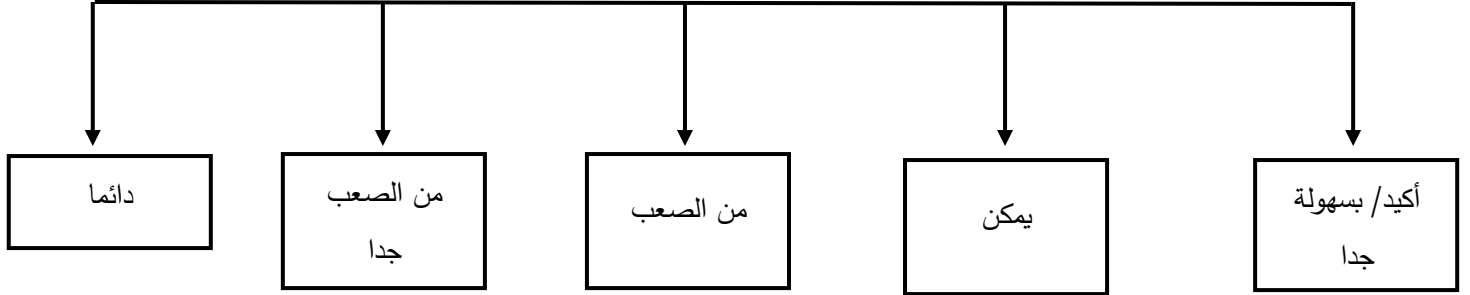 أكيد/ بسهولة
جدا
يمكن
من الصعب
من الصعب
جدا
دائما